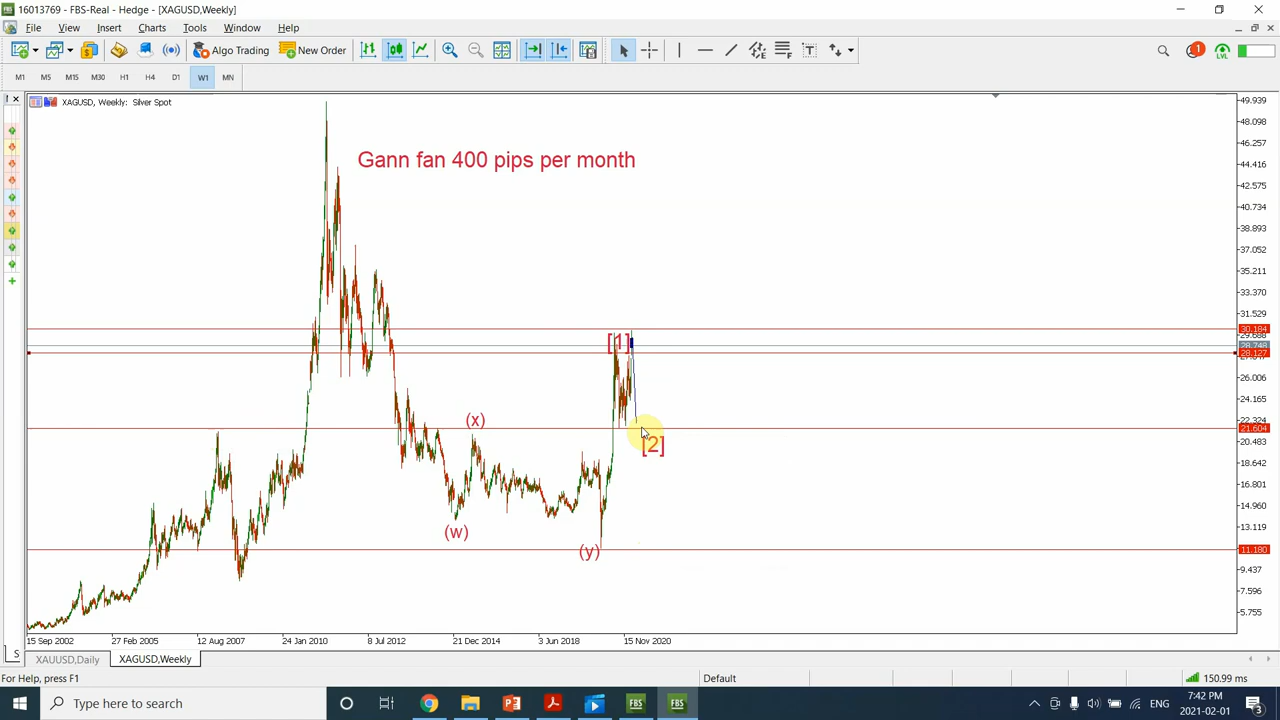 16013769 - FBS-Real - Hedge - [XAGUSD,Weekly]
File View Insert Charts Tools Window Help
Algo Trading New Order
1
LVL
M1 M5 M15 M30 H1 H4 D1 W1 MN
XAGUSD, Weekly: Silver Spot
Gann fan 400 pips per month
49.939
48.098
46.257
44.416
42.575
40.734
38.893
37.052
35.211
33.370
31.529
30.184
28.127
26.006
24.165
22.324
21.604
20.483
18.642
16.801
14.960
13.119
11.180
9.437
7.596
5.755
[1]
(x)
[2]
(w)
(y)
15 Sep 2002 27 Feb 2005 12 Aug 2007 24 Jan 2010 8 Jul 2012 21 Dec 2014 3 Jun 2018 15 Nov 2020
S XAUUSD,Daily XAGUSD,Weekly
For Help, press F1 Default 150.99 ms
Type here to search
ENG
7:42 PM
2021-02-01
3